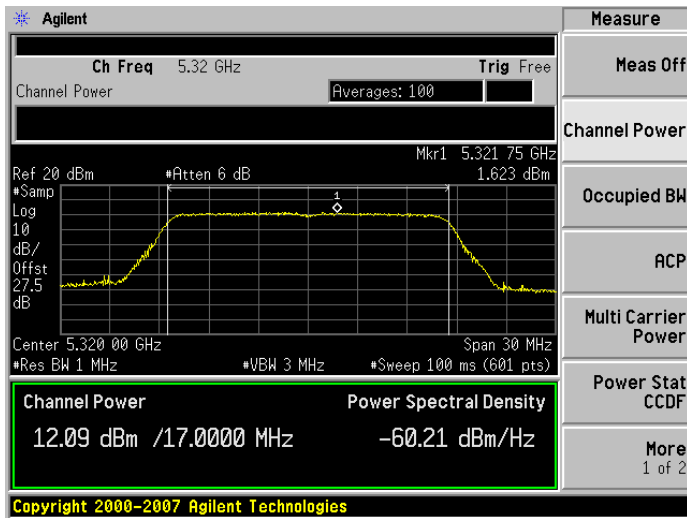 Agilent
Measure
Ch Freq 5.32 GHz Trig Free
Channel Power Averages: 100
Mkr1 5.321 75 GHz
Ref 20 dBm #Atten 6 dB 1.623 dBm
#Samp
Log
10
dB/
Offst
27.5
dB
1
Center 5.320 00 GHz Span 30 MHz
#Res BW 1 MHz #VBW 3 MHz #Sweep 100 ms (601 pts)
Channel Power Power Spectral Density
12.09 dBm /17.0000 MHz -60.21 dBm/Hz
Copyright 2000-2007 Agilent Technologies
Meas Off
Channel Power
Occupied BW
ACP
Multi Carrier
Power
Power Stat
CCDF
More
1 of 2